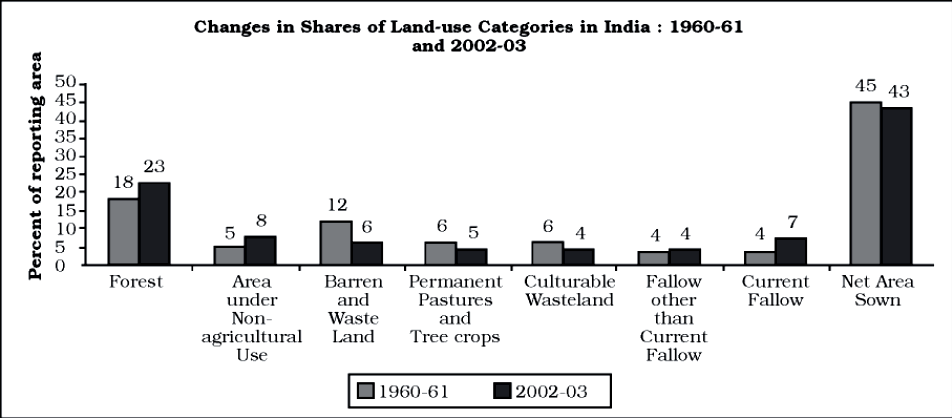 Changes in Shares of Land-use Categories in India : 1960-61
and 2002-03
Percent of reporting area
50
45
40
35
30
25
20
15
10
5
0
18 23
5 8
12 6
6 5
6 4
4 4
4 7
45 43
Forest
Area
under
Non-
agricultural
Use
Barren
and
Waste
Land
Permanent
Pastures
and
Tree crops
Culturable
Wasteland
Fallow
other
than
Current
Fallow
Current
Fallow
Net Area
Sown
1960-61 2002-03